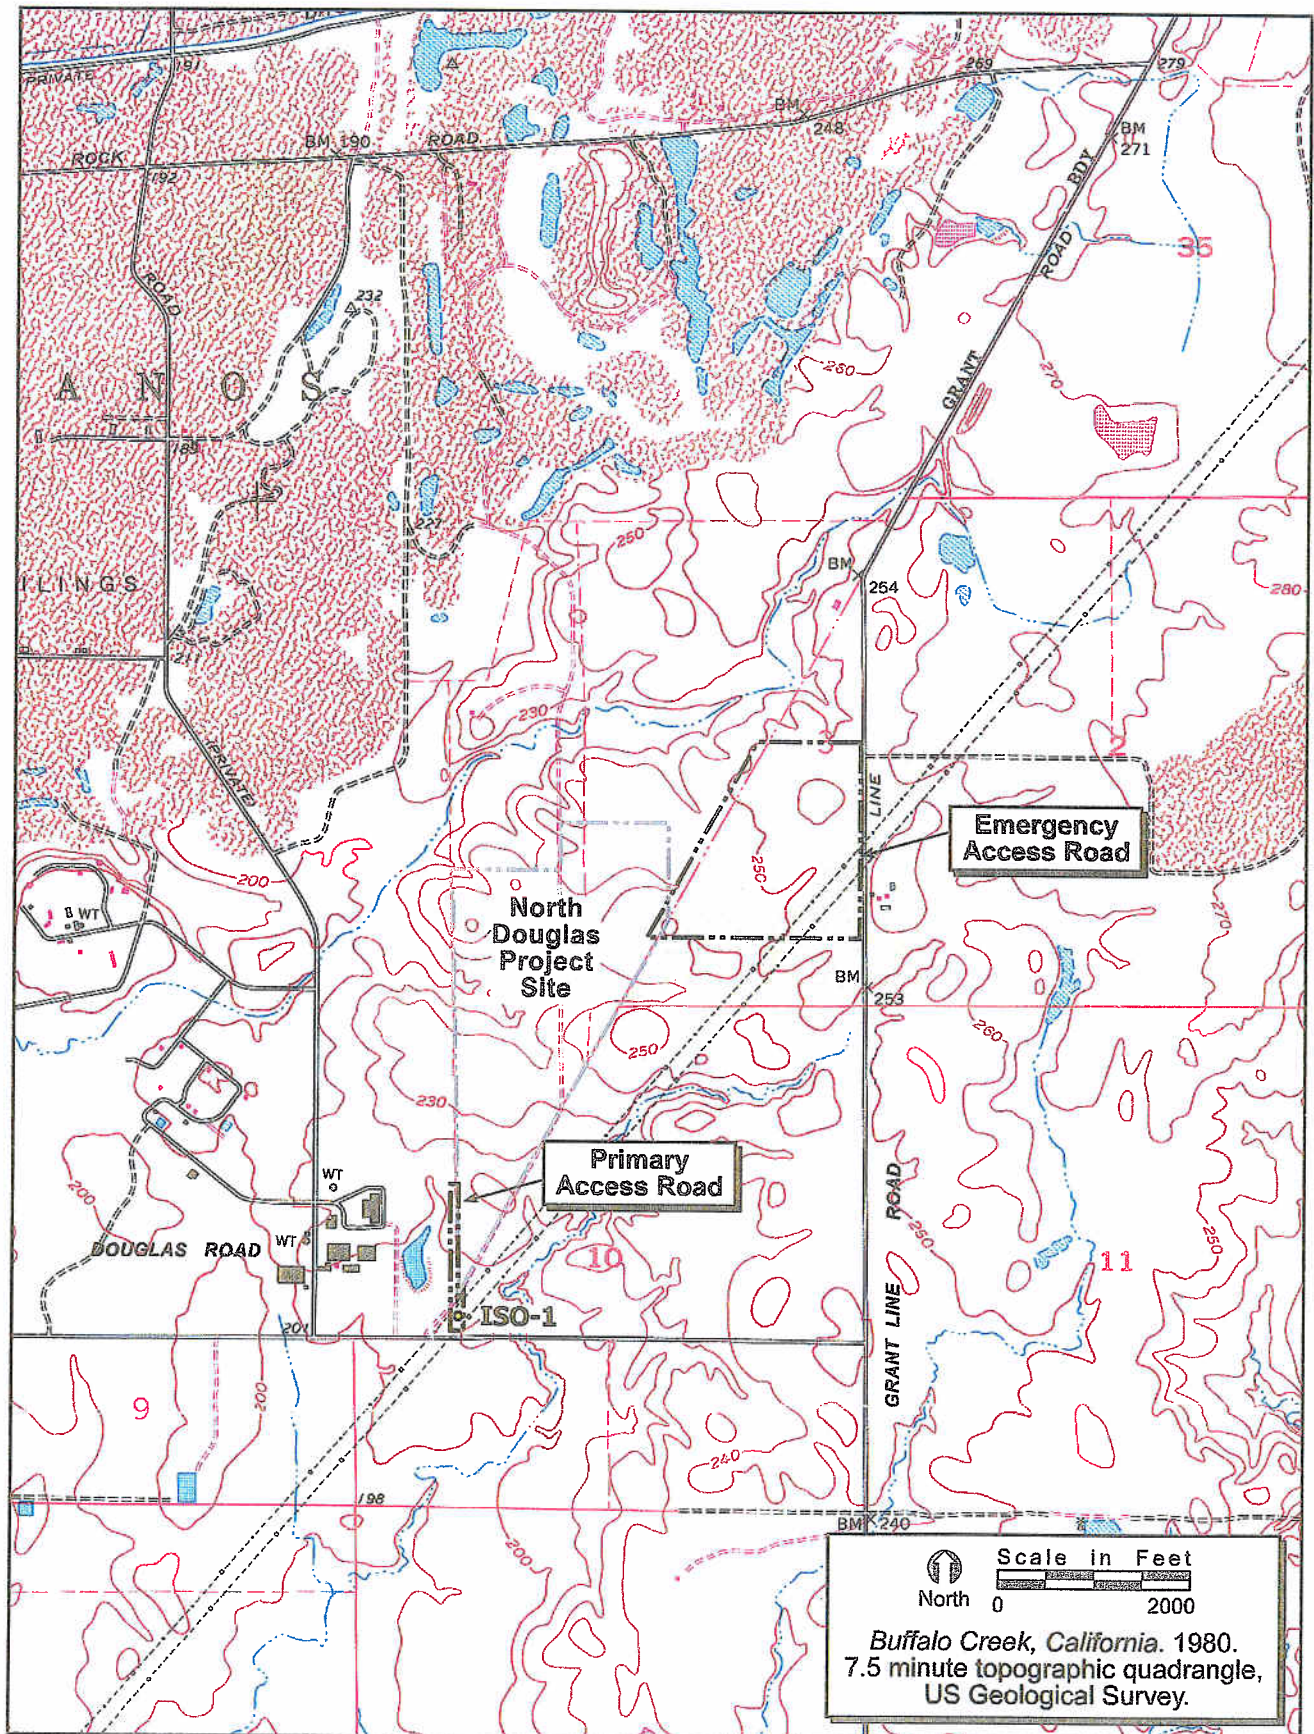 PRIVATE
191
269
279
BM
248
BM
271
ROCK
BM 190
ROAD
192
35
GRANT ROAD BDY
ROAD
232
260
270
A N O S
189
227
250
BM
254
280
ILINGS
211
230
3
2
(PRIVATE)
LINE
Emergency
Access Road
250
200
WT
North
Douglas
Project
Site
270
BM
253
260
250
230
Primary
Access Road
200
WT
ROAD
DOUGLAS ROAD
WT
250
250
10
11
ISO-1
201
GRANT LINE
9
200
240
198
200
BM 240
North
Scale in Feet
0 2000
Buffalo Creek, California. 1980.
7.5 minute topographic quadrangle,
US Geological Survey.